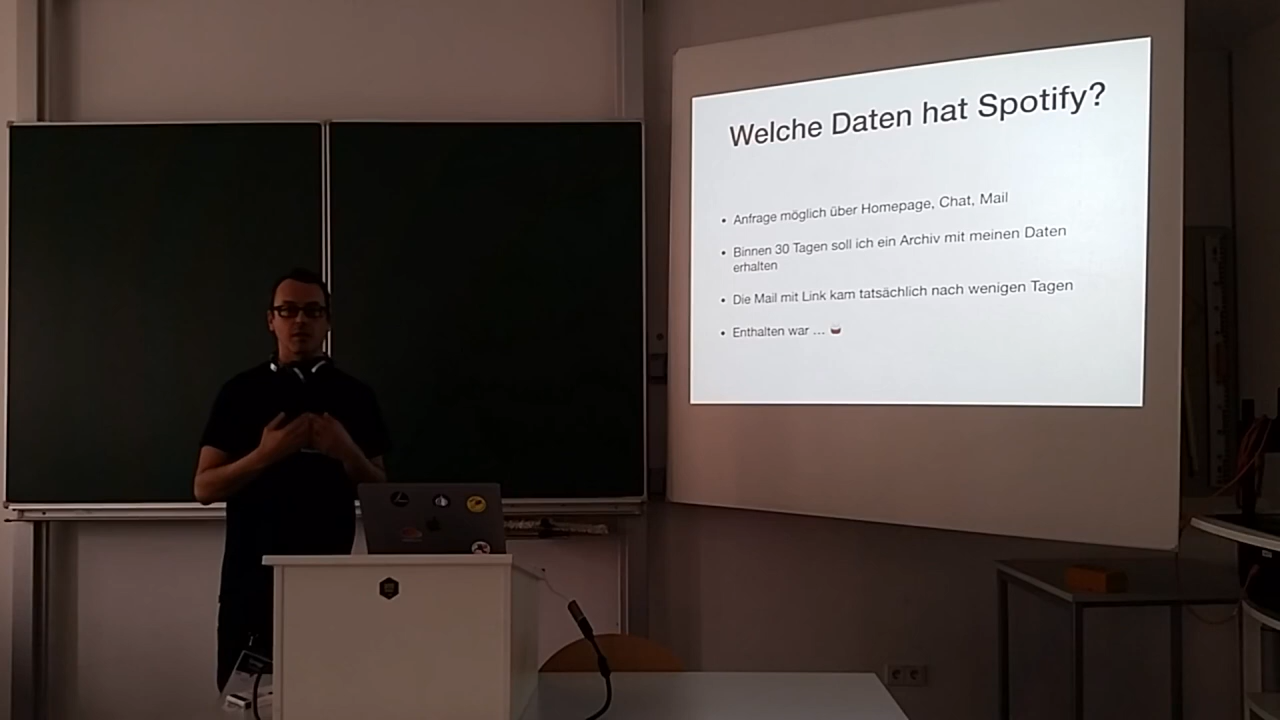 Welche Daten hat Spotify?
• Anfrage möglich über Homepage, Chat, Mail
• Binnen 30 Tagen soll ich ein Archiv mit meinen Daten
erhalten
• Die Mail mit Link kam tatsächlich nach wenigen Tagen
• Enthalten war ... 🥁